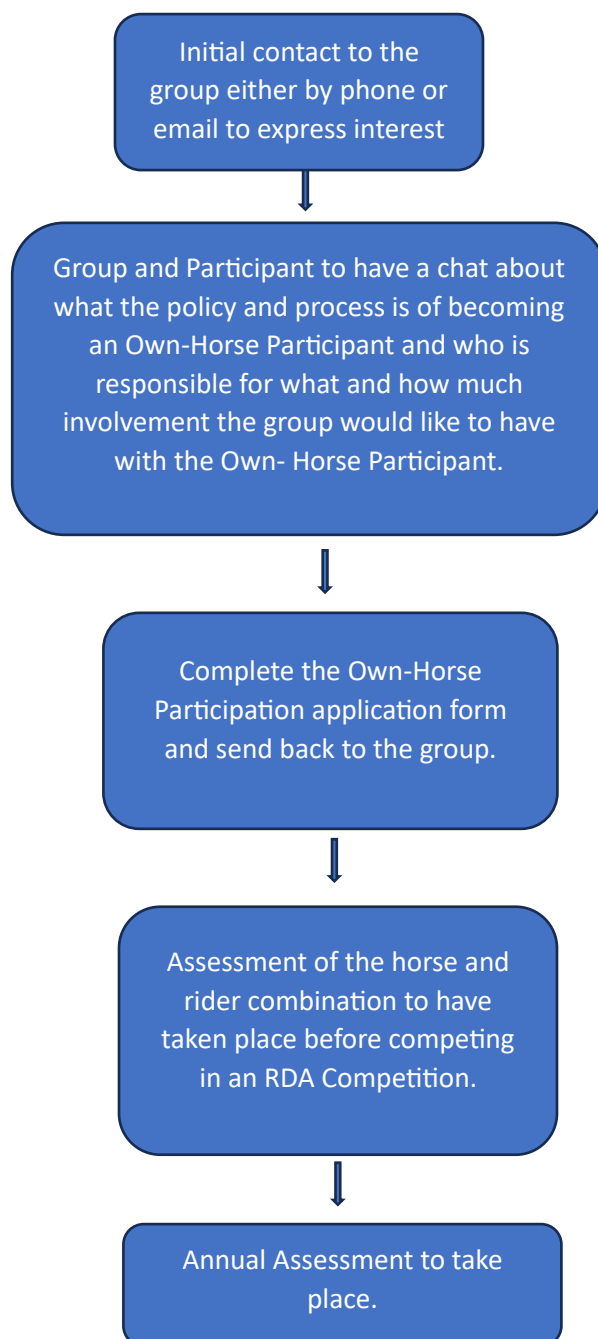 Initial contact to the
group either by phone or
email to express interest
Group and Participant to have a chat about
what the policy and process is of becoming
an Own-Horse Participant and who is
responsible for what and how much
involvement the group would like to have
with the Own- Horse Participant.
Complete the Own-Horse
Participation application form
and send back to the group.
Assessment of the horse and
rider combination to have
taken place before competing
in an RDA Competition.
Annual Assessment to take
place.